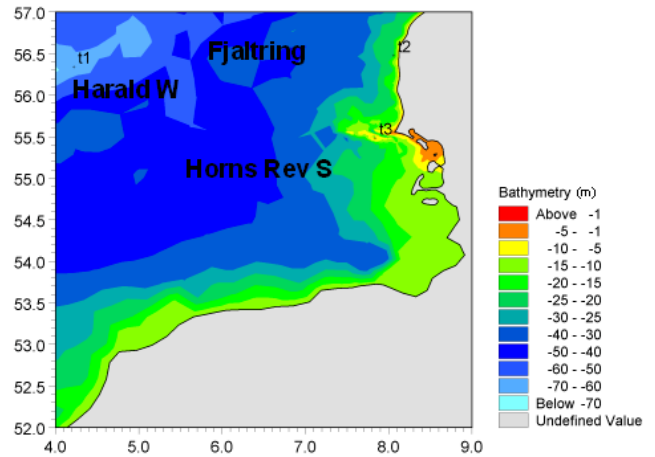 57.0
Fjaltring
t2
56.5
t1
Harald W
56.0
55.5
t3
Horns Rev S
55.0
54.5
54.0
53.5
53.0
52.5
52.0
4.0 5.0 6.0 7.0 8.0 9.0
Bathymetry (m)
Above -1
-5 - -1
-10 - -5
-15 - -10
-20 - -15
-25 - -20
-30 - -25
-40 - -30
-50 - -40
-60 - -50
-70 - -60
Below -70
Undefined Value